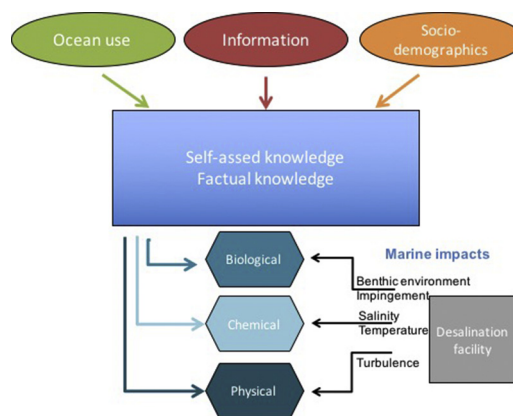 Ocean use
Information
Socio-
demographics
Self-assed knowledge
Factual knowledge
Biological
Marine impacts
Benthic environment
Impingement
Chemical
Salinity
Temperature
Desalination
facility
Turbulence
Physical